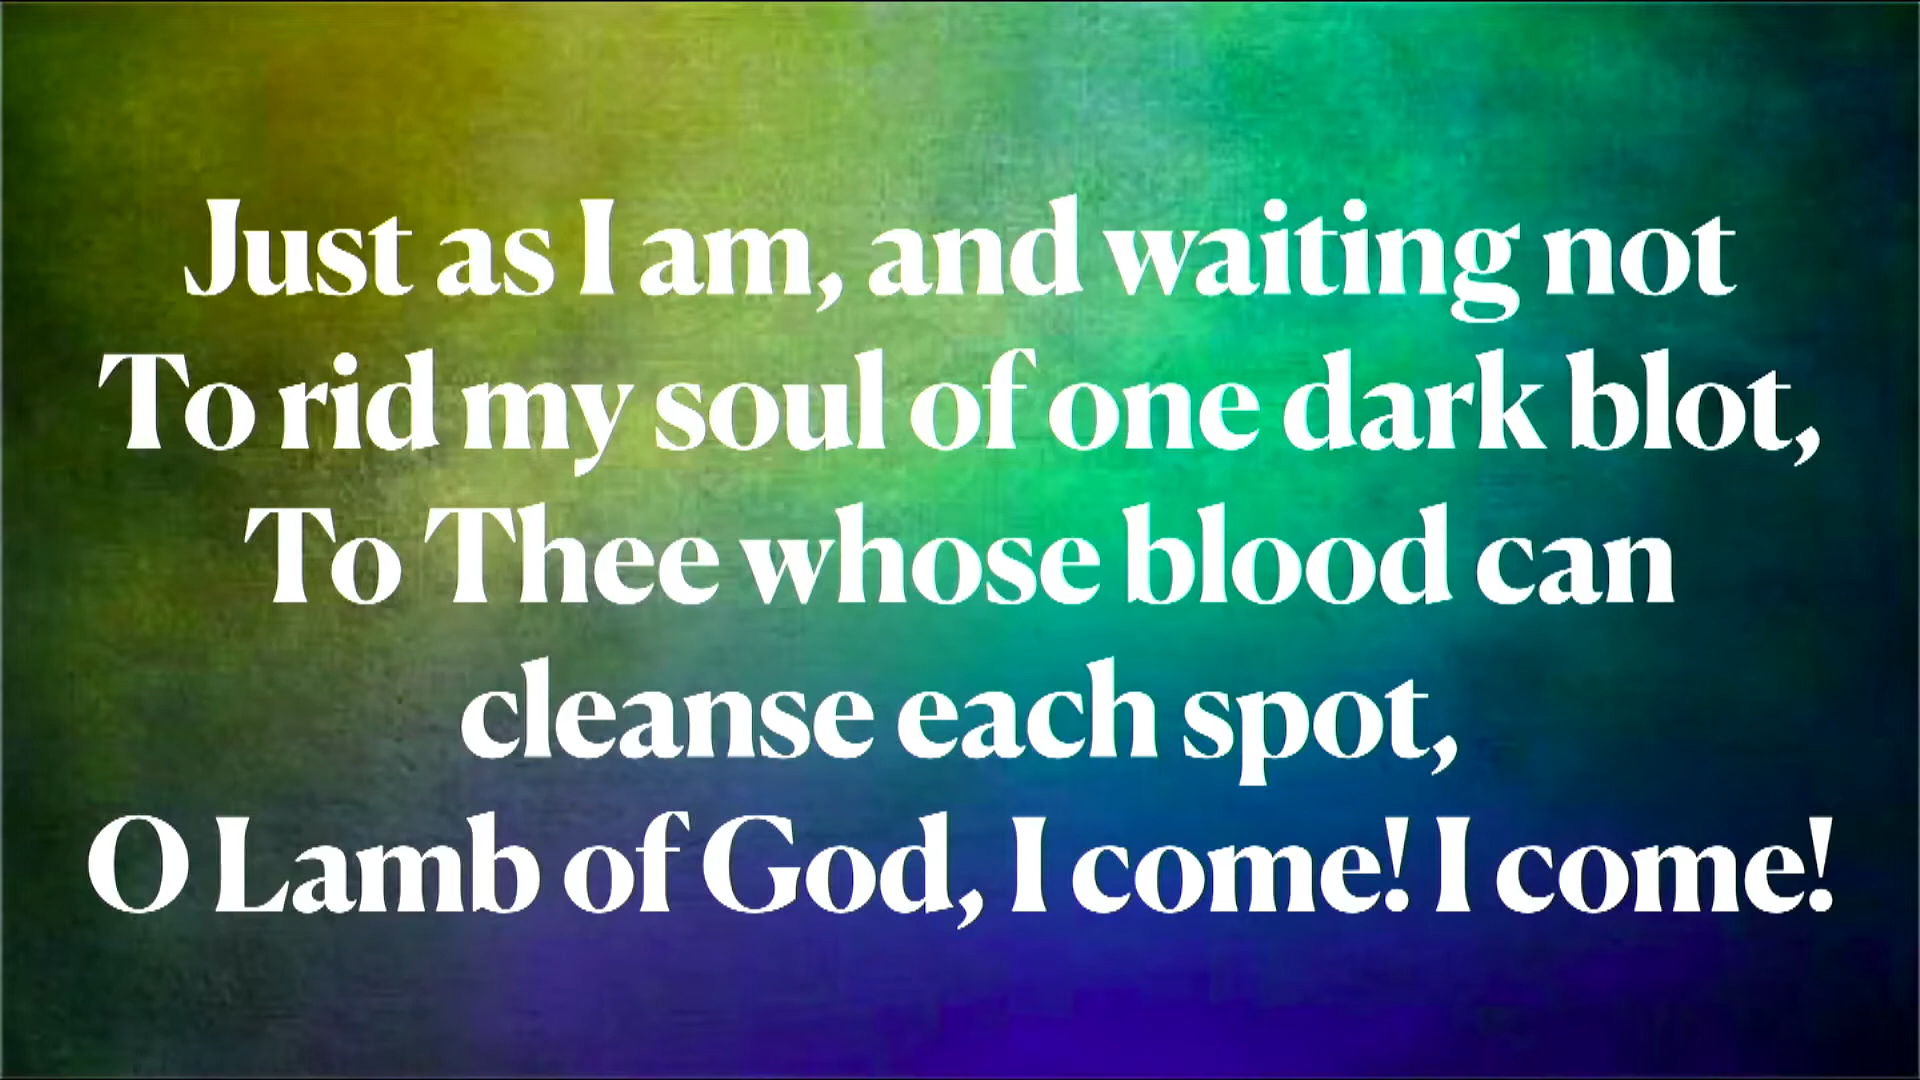 Just as I am, and waiting not
To rid my soul of one dark blot,
To Thee whose blood can
cleanse each spot,
O Lamb of God, I come! I come!